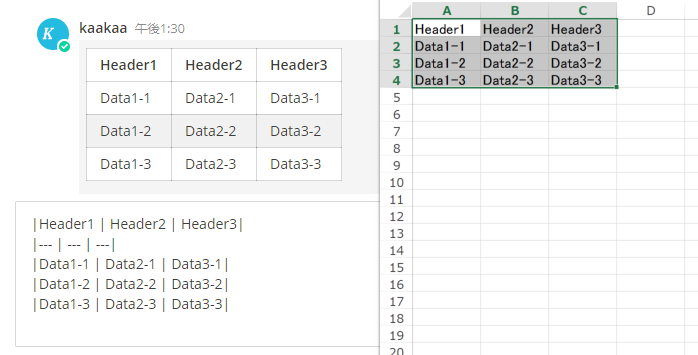 K kaakaa 午後1:30
Header1 Header2 Header3
Data1-1 Data2-1 Data3-1
Data1-2 Data2-2 Data3-2
Data1-3 Data2-3 Data3-3
|Header1 | Header2 | Header3|
|--- | --- | ---|
|Data1-1 | Data2-1 | Data3-1|
|Data1-2 | Data2-2 | Data3-2|
|Data1-3 | Data2-3 | Data3-3|
A B C D
1 Header1 Header2 Header3
2 Data1-1 Data2-1 Data3-1
3 Data1-2 Data2-2 Data3-2
4 Data1-3 Data2-3 Data3-3
5
6
7
8
9
10
11
12
13
14
15
16
17
18
19
20